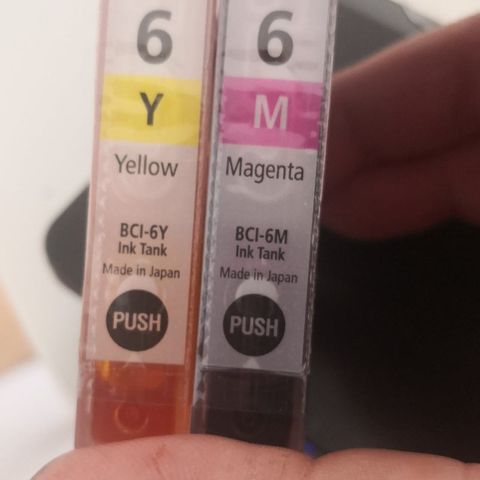 6
Y
Yellow
BCI-6Y
Ink Tank
Made in Japan
PUSH
6
M
Magenta
BCI-6M
Ink Tank
Made in Japan
PUSH